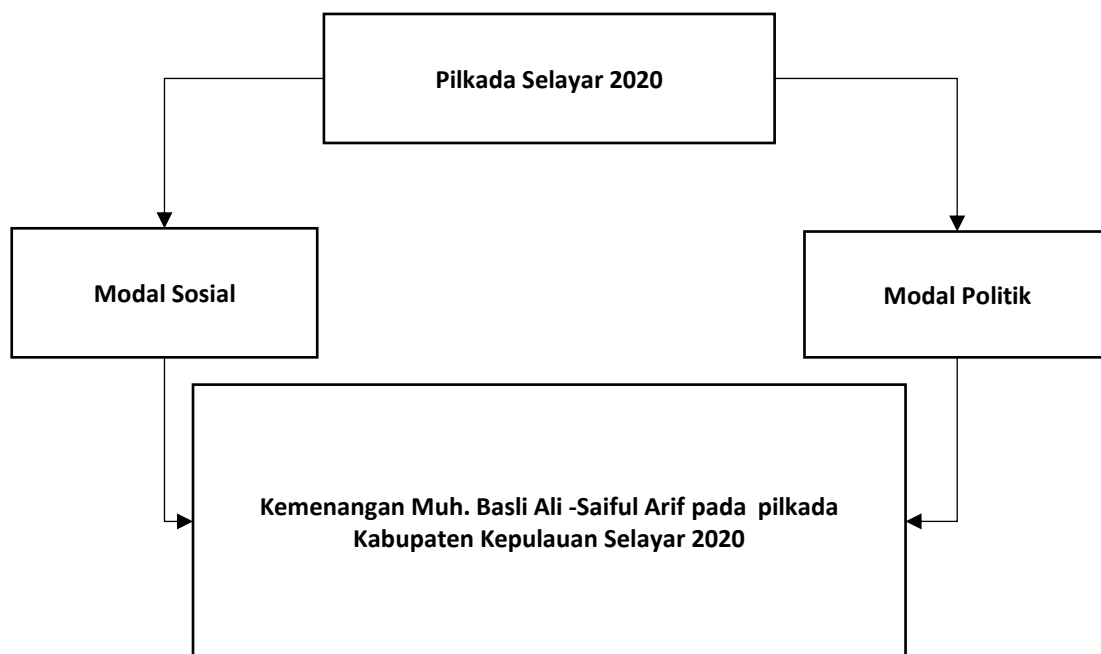 Pilkada Selayar 2020
Modal Sosial
Modal Politik
Kemenangan Muh. Basli Ali -Saiful Arif pada pilkada
Kabupaten Kepulauan Selayar 2020